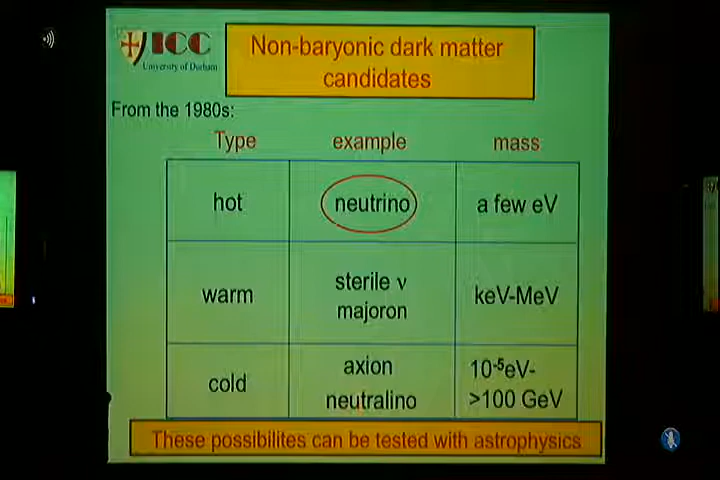 ICC
University of Durham
Non-baryonic dark matter
candidates
From the 1980s:
Type example mass
hot neutrino a few eV
warm sterile ν majoron keV-MeV
cold axion neutralino 10-5eV- >100 GeV
These possibilites can be tested with astrophysics